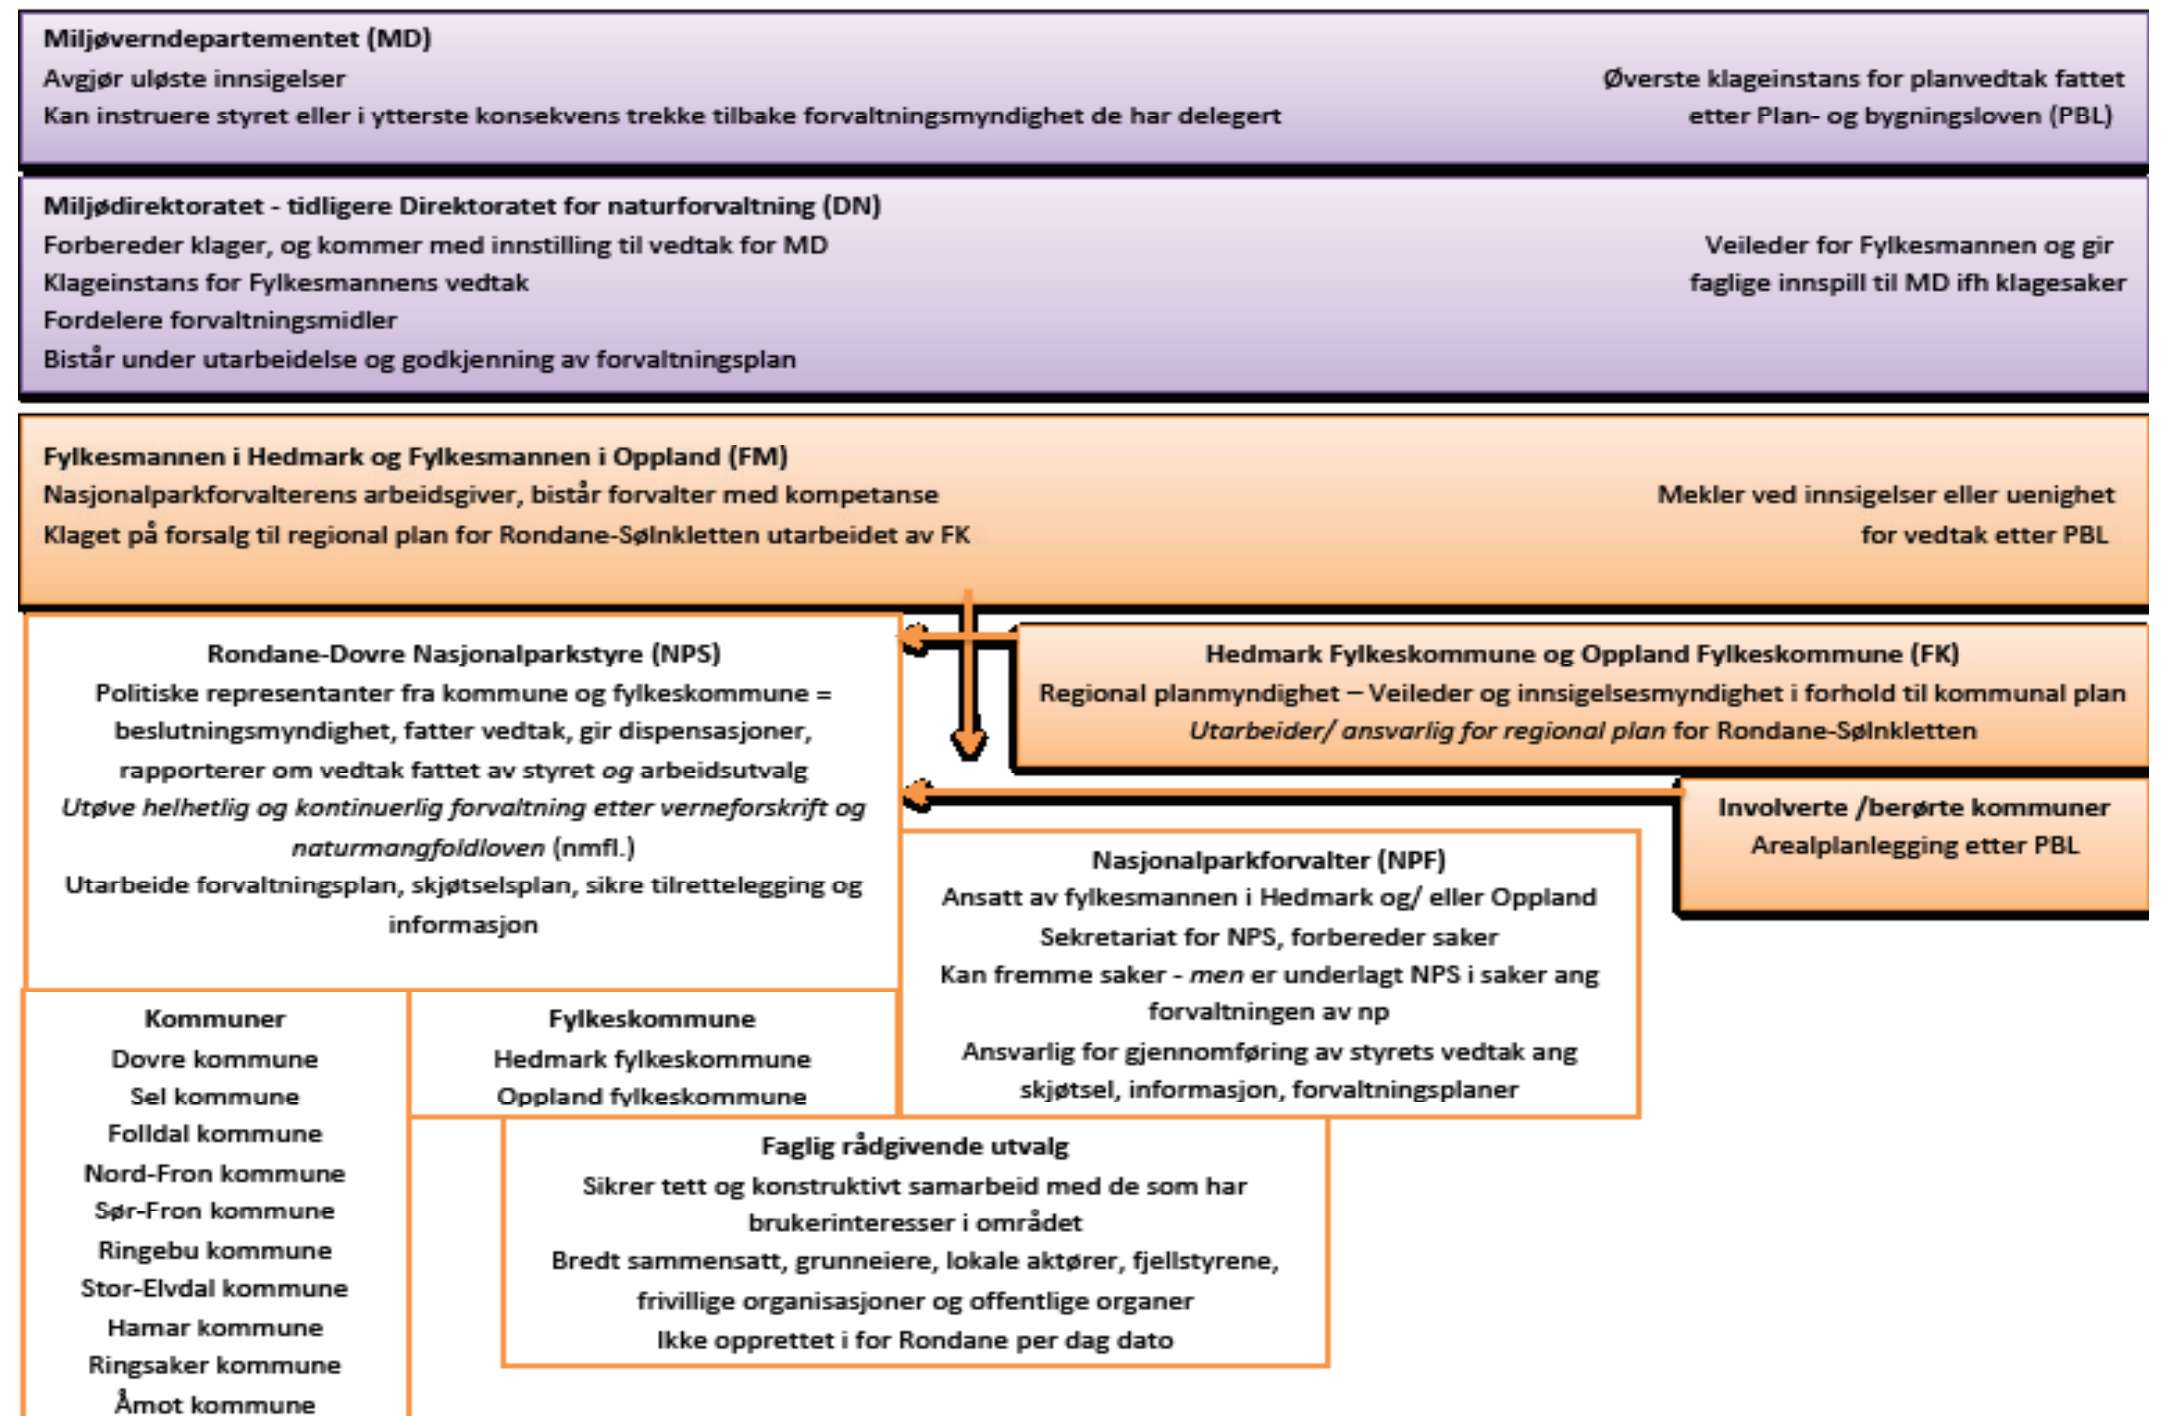 Miljøverndepartementet (MD)
Avgjør uløste innsigelser
Kan instruere styret eller i ytterste konsekvens trekke tilbake forvaltningsmyndighet de har delegert
Øverste klageinstans for planvedtak fattet
etter Plan- og bygningsloven (PBL)
Miljødirektoratet - tidligere Direktoratet for naturforvaltning (DN)
Forbereder klager, og kommer med innstilling til vedtak for MD
Klageinstans for Fylkesmannens vedtak
Fordelere forvaltningsmidler
Bistår under utarbeidelse og godkjenning av forvaltningsplan
Veileder for Fylkesmannen og gir
faglige innspill til MD ifh klagesaker
Fylkesmannen i Hedmark og Fylkesmannen i Oppland (FM)
Nasjonalparkforvalterens arbeidsgiver, bistår forvalter med kompetanse
Klaget på forsalg til regional plan for Rondane-Sølnkletten utarbeidet av FK
Mekler ved innsigelser eller uenighet
for vedtak etter PBL
Rondane-Dovre Nasjonalparkstyre (NPS)
Politiske representanter fra kommune og fylkeskommune =
beslutningsmyndighet, fatter vedtak, gir dispensasjoner,
rapporterer om vedtak fattet av styret og arbeidsutvalg
Utøve helhetlig og kontinuerlig forvaltning etter verneforskrift og
naturmangfoldloven (nmfl.)
Utarbeide forvaltningsplan, skjøtselsplan, sikre tilrettelegging og
informasjon
Hedmark Fylkeskommune og Oppland Fylkeskommune (FK)
Regional planmyndighet – Veileder og innsigelsesmyndighet i forhold til kommunal plan
Utarbeider/ ansvarlig for regional plan for Rondane-Sølnkletten
Involverte /berørte kommuner
Arealplanlegging etter PBL
Nasjonalparkforvalter (NPF)
Ansatt av fylkesmannen i Hedmark og/ eller Oppland
Sekretariat for NPS, forbereder saker
Kan fremme saker - men er underlagt NPS i saker ang
forvaltningen av np
Ansvarlig for gjennomføring av styrets vedtak ang
skjøtsel, informasjon, forvaltningsplaner
Kommuner
Dovre kommune
Sel kommune
Folldal kommune
Nord-Fron kommune
Sør-Fron kommune
Ringebu kommune
Stor-Elvdal kommune
Hamar kommune
Ringsaker kommune
Åmot kommune
Fylkeskommune
Hedmark fylkeskommune
Oppland fylkeskommune
Faglig rådgivende utvalg
Sikrer tett og konstruktivt samarbeid med de som har
brukerinteresser i området
Bredt sammensatt, grunneiere, lokale aktører, fjellstyrene,
frivillige organisasjoner og offentlige organer
Ikke opprettet i for Rondane per dag dato